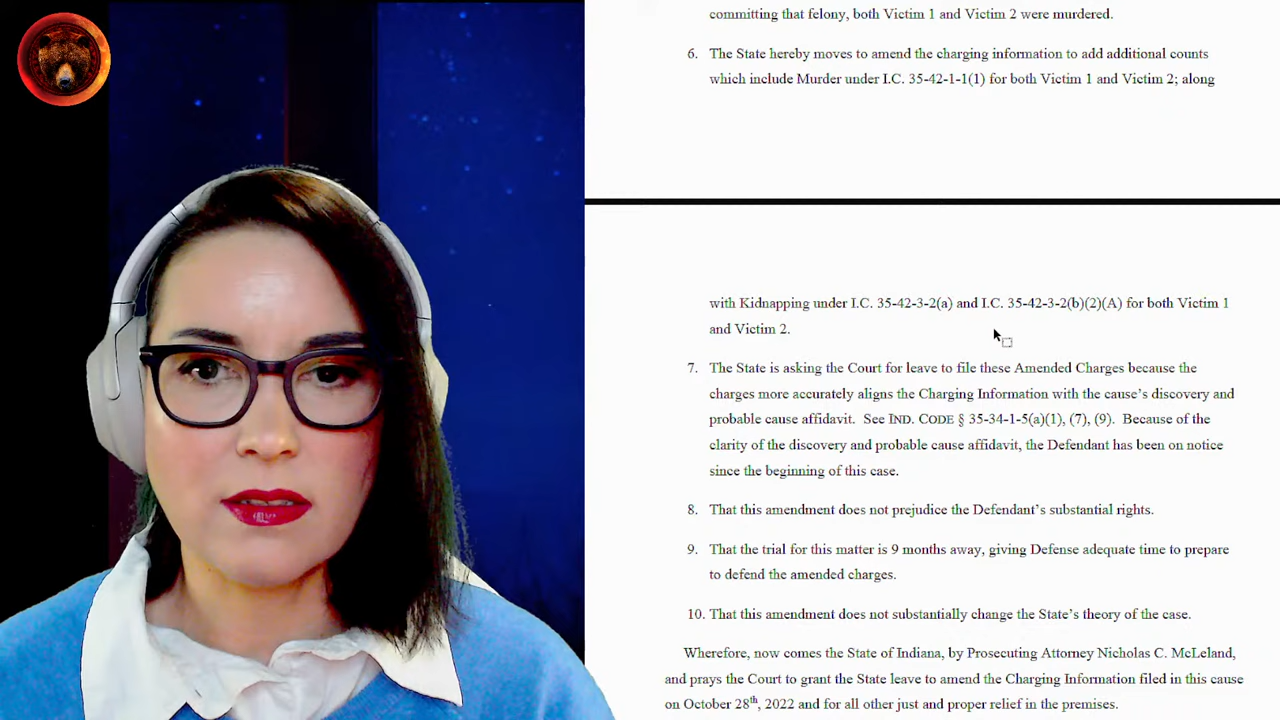 committing that felony, both Victim 1 and Victim 2 were murdered.
6. The State hereby moves to amend the charging information to add additional counts
which include Murder under I.C. 35-42-1-1(1) for both Victim 1 and Victim 2; along
with Kidnapping under I.C. 35-42-3-2(a) and I.C. 35-42-3-2(b)(2)(A) for both Victim 1
and Victim 2.
7. The State is asking the Court for leave to file these Amended Charges because the
charges more accurately aligns the Charging Information with the cause's discovery and
probable cause affidavit. See IND. CODE § 35-34-1-5(a)(1), (7), (9). Because of the
clarity of the discovery and probable cause affidavit, the Defendant has been on notice
since the beginning of this case.
8. That this amendment does not prejudice the Defendant's substantial rights.
9. That the trial for this matter is 9 months away, giving Defense adequate time to prepare
to defend the amended charges.
10. That this amendment does not substantially change the State's theory of the case.
Wherefore, now comes the State of Indiana, by Prosecuting Attorney Nicholas C. McLeland,
and prays the Court to grant the State leave to amend the Charging Information filed in this cause
on October 28th, 2022 and for all other just and proper relief in the premises.